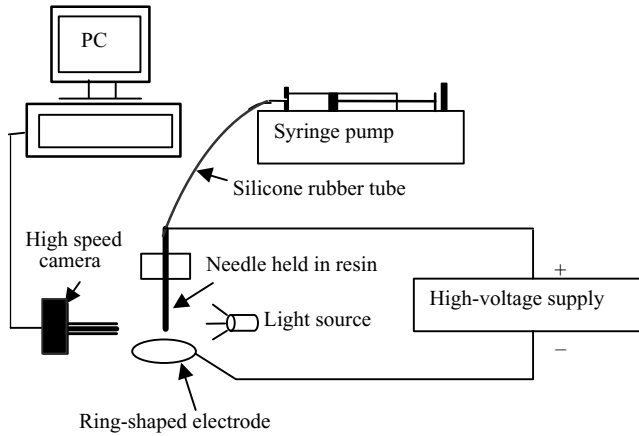 PC
Syringe pump
Silicone rubber tube
High speed
camera
Needle held in resin
+
High-voltage supply
Light source
−
Ring-shaped electrode